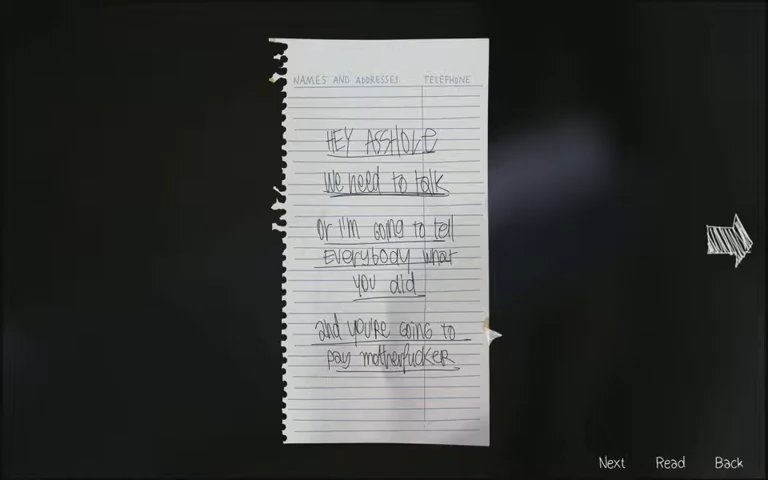 NAMES AND ADDRESSES TELEPHONE
HEY ASSHOLE
We need to talk
Or I'm going to tell
EVERYBODY what
YOU did
and YOU'RE GOING to
pay motherfuckER
Next Read Back